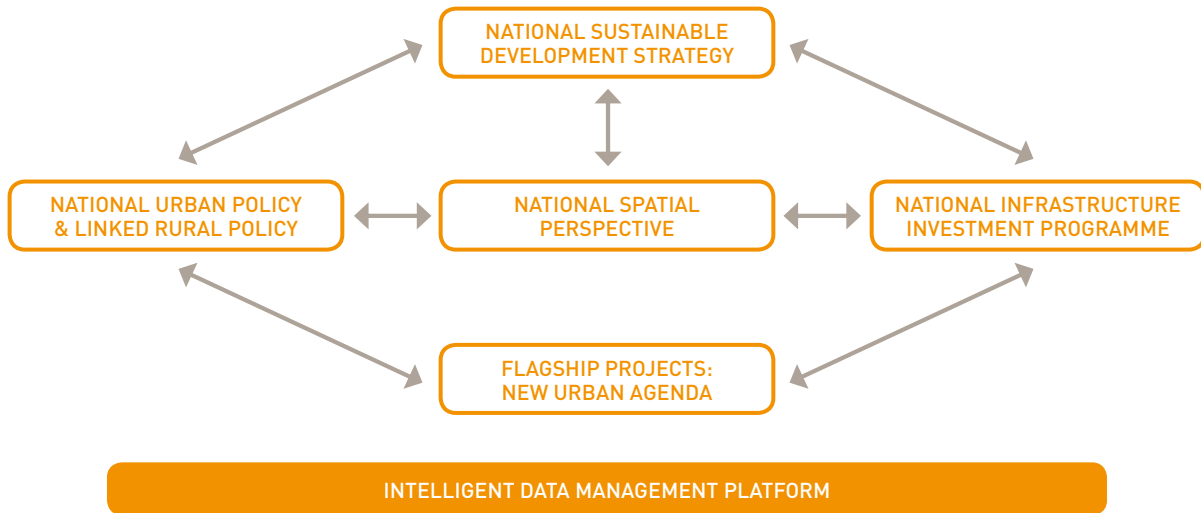 NATIONAL SUSTAINABLE
DEVELOPMENT STRATEGY
NATIONAL URBAN POLICY
& LINKED RURAL POLICY
NATIONAL SPATIAL
PERSPECTIVE
NATIONAL INFRASTRUCTURE
INVESTMENT PROGRAMME
FLAGSHIP PROJECTS:
NEW URBAN AGENDA
INTELLIGENT DATA MANAGEMENT PLATFORM